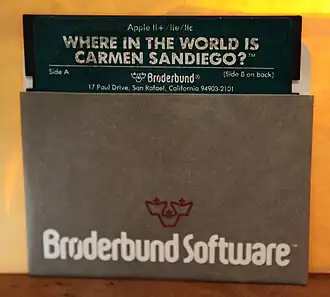 Apple II+/IIe/IIc
WHERE IN THE WORLD IS
CARMEN SANDIEGO?™
Side A
Brøderbund®
(Side B on back)
17 Paul Drive, San Rafael, California 94903-2101
Brøderbund Software™